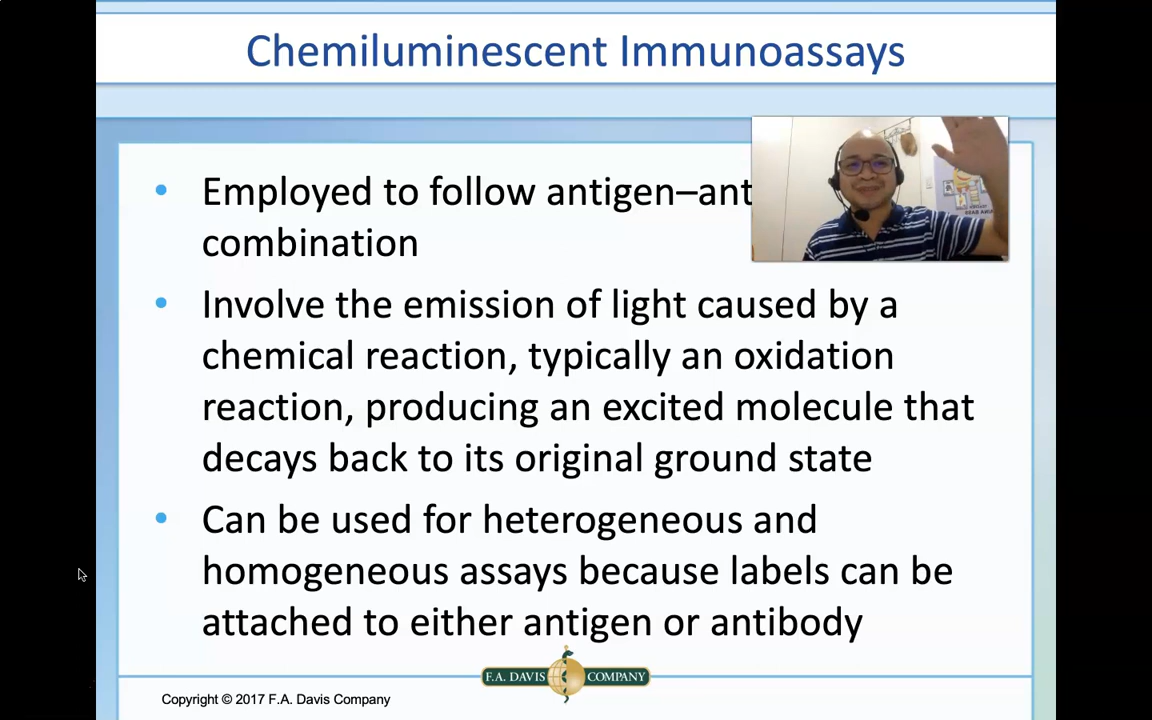 Chemiluminescent Immunoassays
• Employed to follow antigen–ant
combination
• Involve the emission of light caused by a
chemical reaction, typically an oxidation
reaction, producing an excited molecule that
decays back to its original ground state
• Can be used for heterogeneous and
homogeneous assays because labels can be
attached to either antigen or antibody
F.A. DAVIS COMPANY
Copyright © 2017 F.A. Davis Company